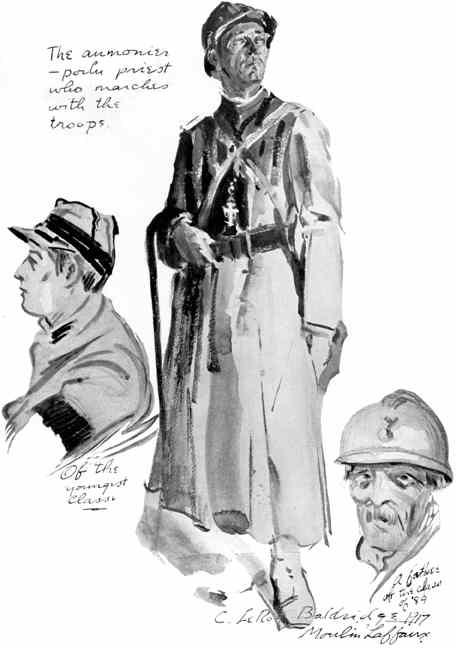 The aumonier
— poilu priest
who marches
with the
troops.
Of the
youngest
class
A father
of the class
of '89
C. LeRoy Baldridge 1917
Moulin Laffaux